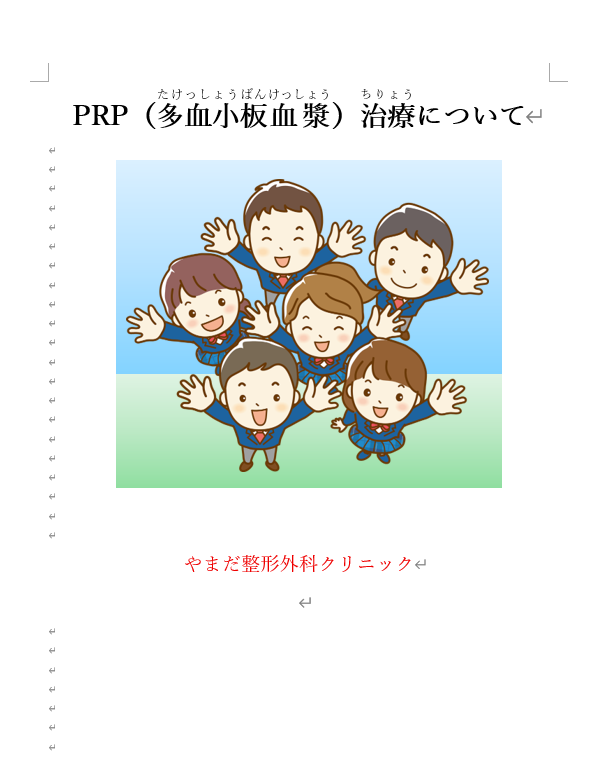 たけっしょうばんけっしょう ちりょう
PRP（多血小板血漿）治療について
やまだ整形外科クリニック